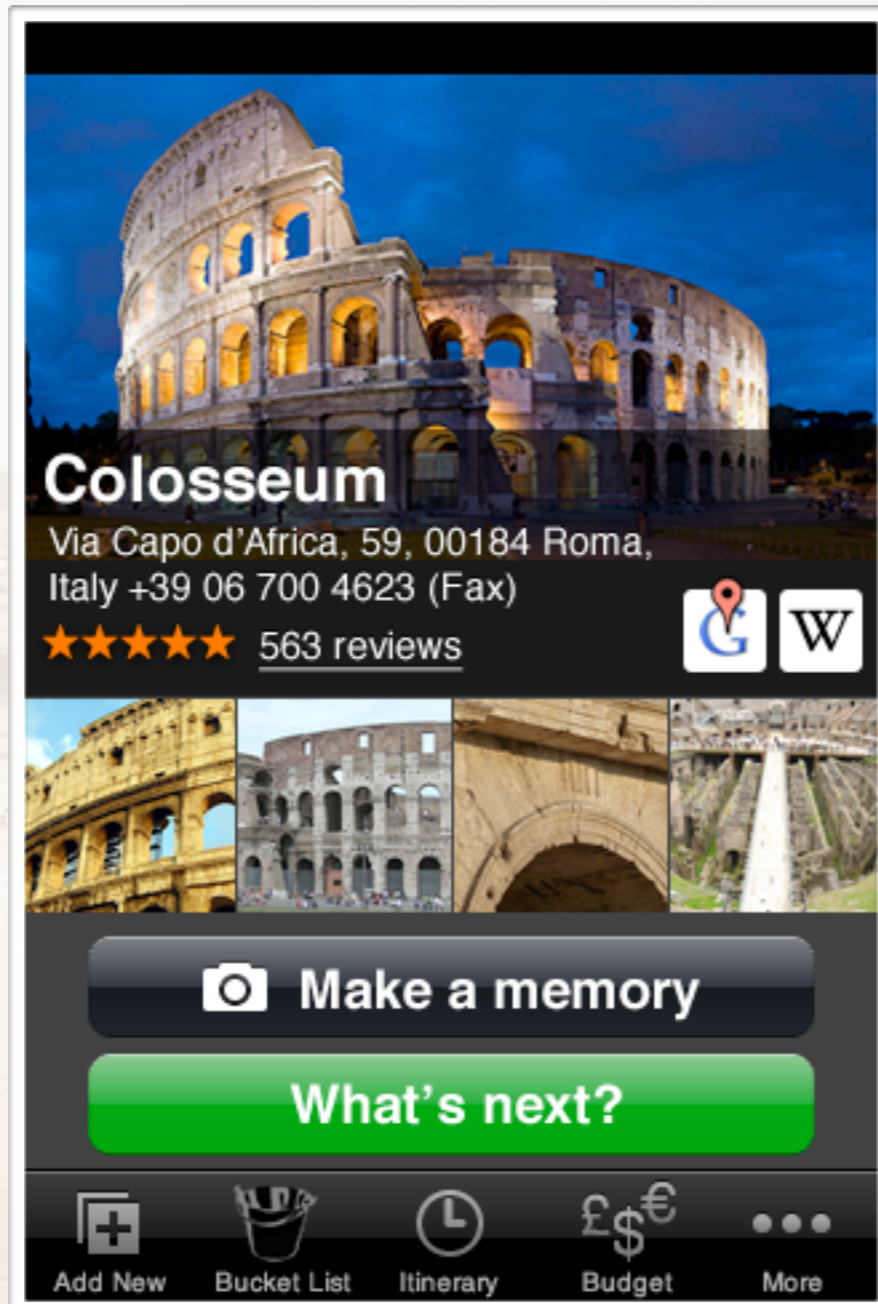 Colosseum
Via Capo d’Africa, 59, 00184 Roma,
Italy +39 06 700 4623 (Fax)
563 reviews
G
W
Make a memory
What’s next?
£$€
Add New
Bucket List
Itinerary
Budget
More